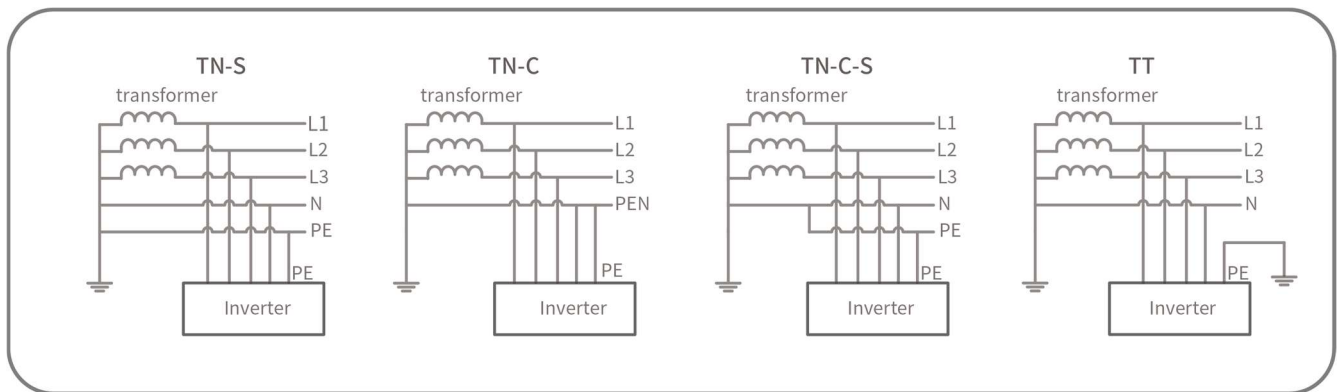 TN-S
transformer
L1
L2
L3
N
PE
PE
Inverter
TN-C
transformer
L1
L2
L3
PEN
PE
Inverter
TN-C-S
transformer
L1
L2
L3
N
PE
PE
Inverter
TT
transformer
L1
L2
L3
N
PE
Inverter